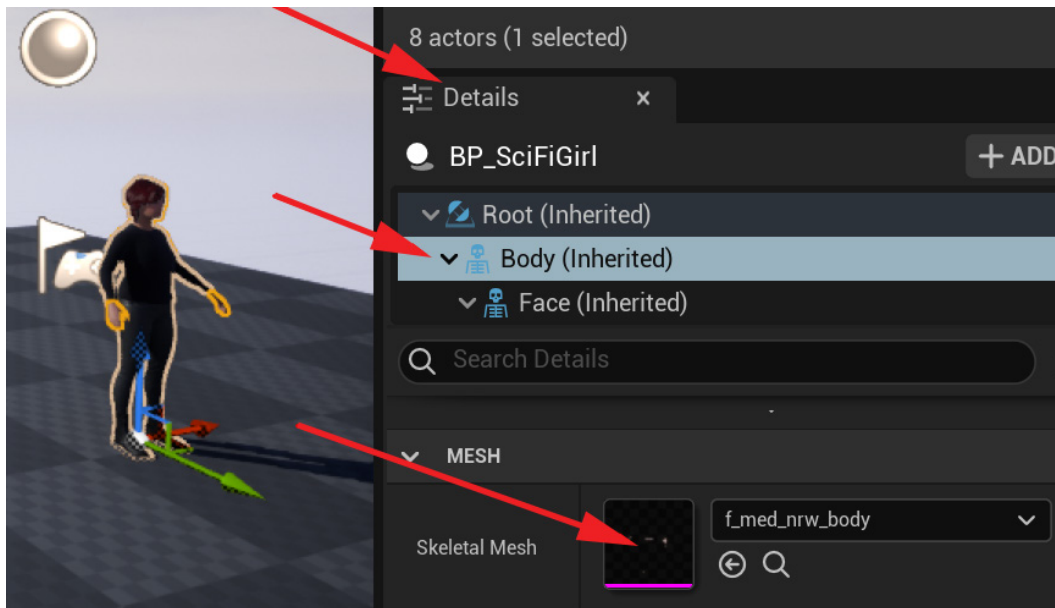 8 actors (1 selected)
Details
BP_SciFiGirl
ADD
Root (Inherited)
Body (Inherited)
Face (Inherited)
Search Details
MESH
Skeletal Mesh
f_med_nrw_body